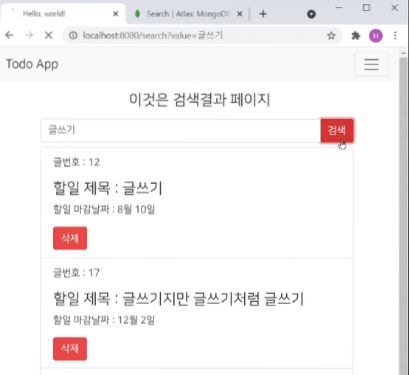 Hello, world!
Search | Atlas: MongoDB
localhost:8080/search?value=글쓰기
H
Todo App
이것은 검색결과 페이지
글쓰기
검색
글번호 : 12
할일 제목 : 글쓰기
할일 마감날짜 : 8월 10일
삭제
글번호 : 17
할일 제목 : 글쓰기지만 글쓰기처럼 글쓰기
할일 마감날짜 : 12월 2일
삭제